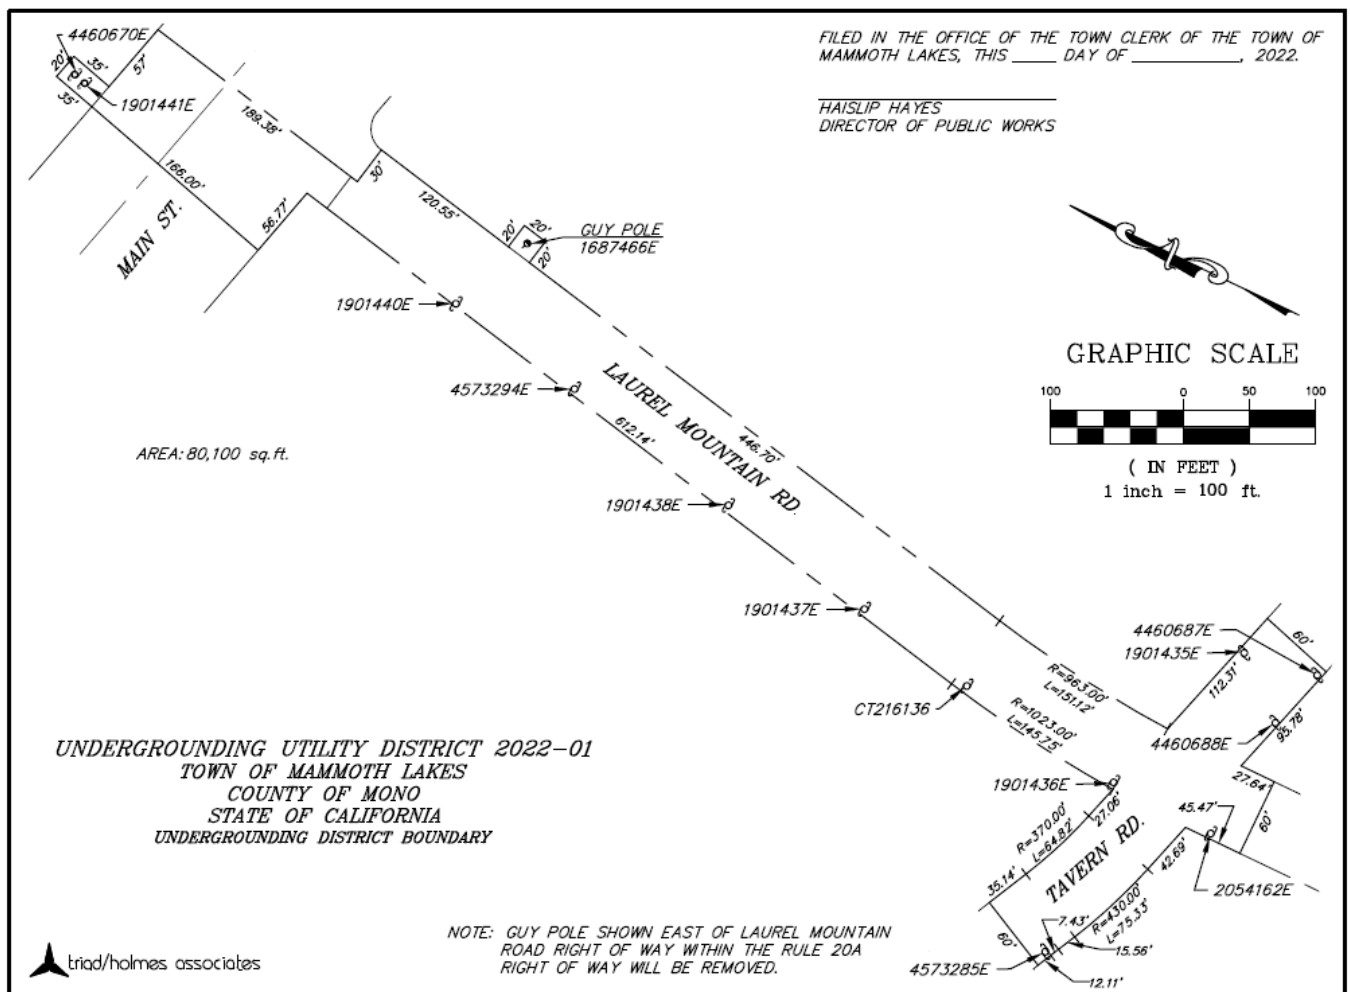 4460670E
20'
35'
57'
1901441E
35'
189.38'
166.00'
30'
56.77'
MAIN ST.
120.55'
20'
20'
20'
GUY POLE
1687466E
FILED IN THE OFFICE OF THE TOWN CLERK OF THE TOWN OF
MAMMOTH LAKES, THIS _____ DAY OF __________, 2022.
HAISLIP HAYES
DIRECTOR OF PUBLIC WORKS
GRAPHIC SCALE
100 0 50 100
( IN FEET )
1 inch = 100 ft.
1901440E
4573294E
LAUREL MOUNTAIN RD.
612.14'
446.70'
AREA: 80,100 sq.ft.
1901438E
1901437E
CT216136
R=963.00'
L=151.12'
R=1023.00'
L=145.75'
4460687E
1901435E
60'
112.31'
4460688E
95.78'
27.64'
45.47'
60'
1901436E
27.06'
R=370.00'
L=64.82'
35.14'
TAVERN RD.
42.69'
2054162E
R=430.00'
L=75.33'
7.43'
15.56'
60'
4573285E
12.11'
UNDERGROUNDING UTILITY DISTRICT 2022-01
TOWN OF MAMMOTH LAKES
COUNTY OF MONO
STATE OF CALIFORNIA
UNDERGROUNDING DISTRICT BOUNDARY
NOTE: GUY POLE SHOWN EAST OF LAUREL MOUNTAIN
ROAD RIGHT OF WAY WITHIN THE RULE 20A
RIGHT OF WAY WILL BE REMOVED.
triad/holmes associates